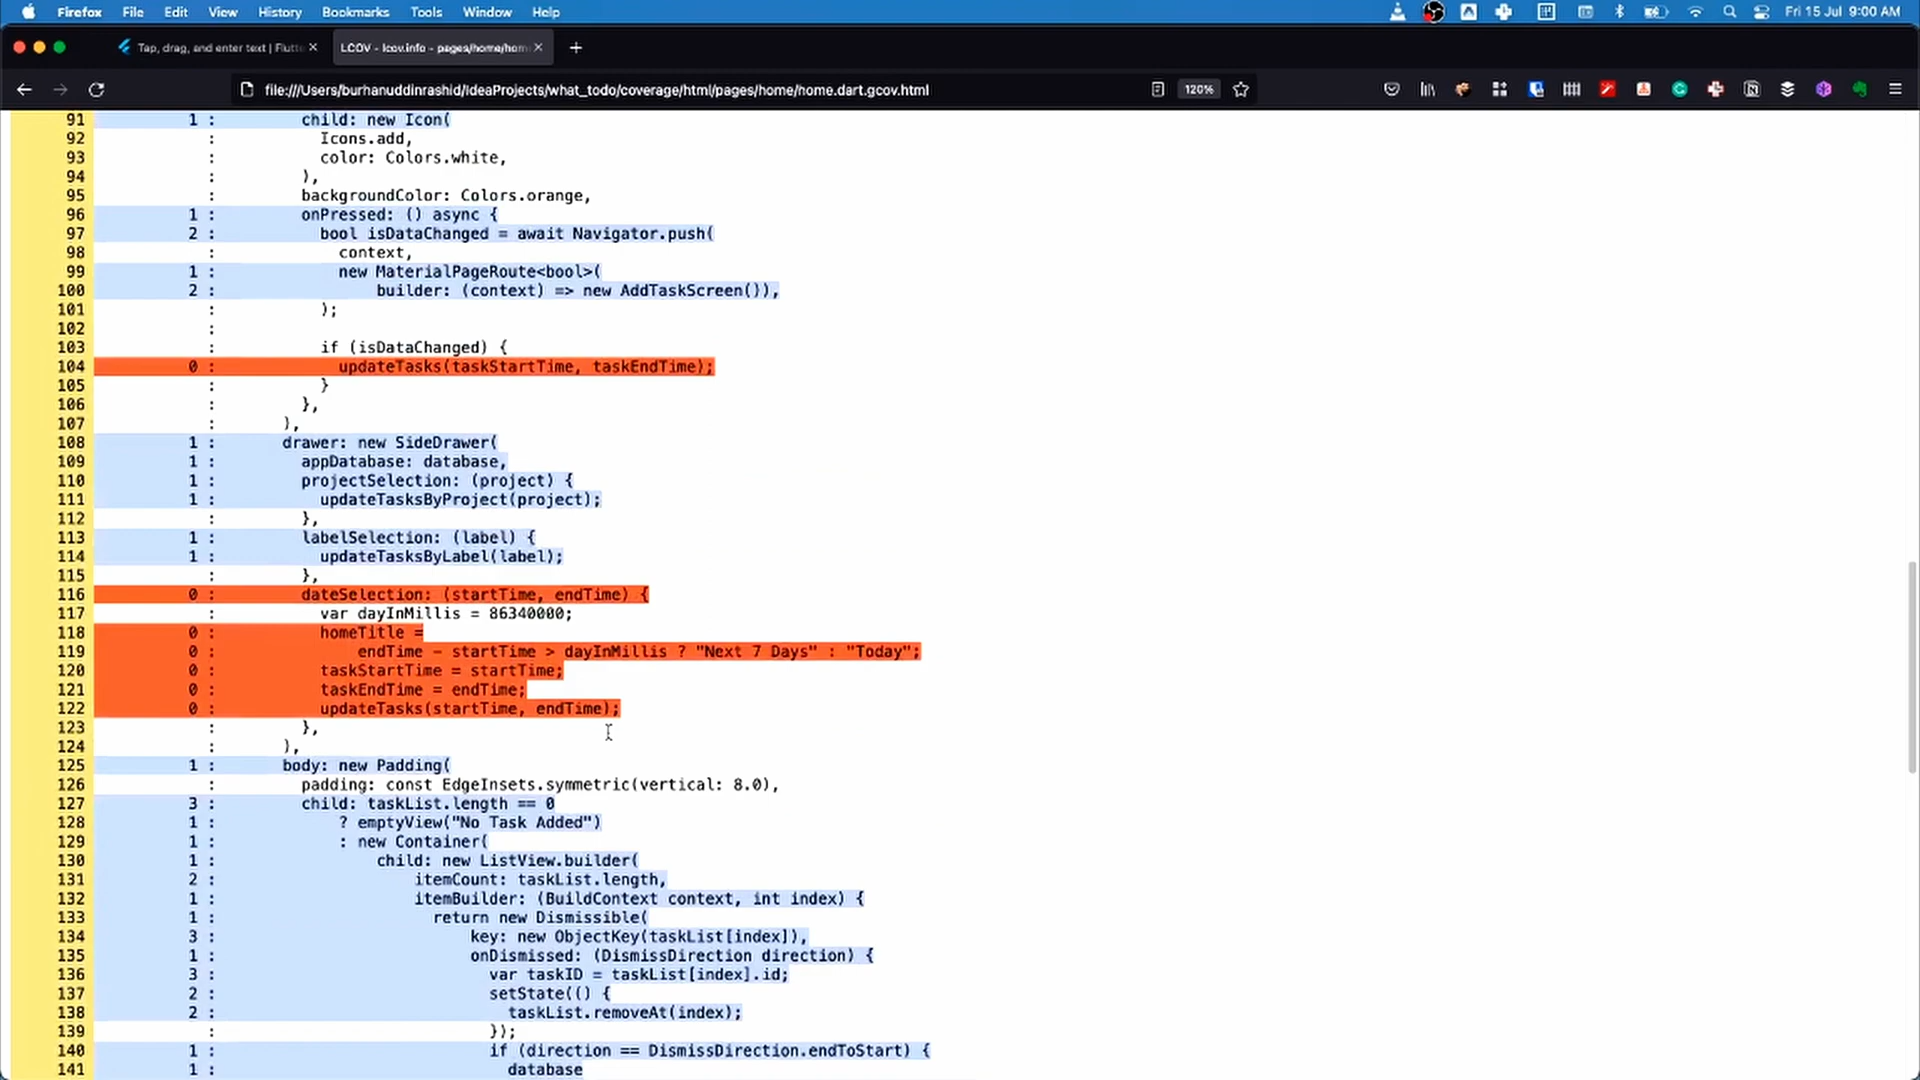 Firefox File Edit View History Bookmarks Tools Window Help Fri 15 Jul 9:00 AM
Tap, drag, and enter text | Flutte LCOV - lcov.info - pages/home/hom
file:///Users/burhanuddinrashid/IdeaProjects/what_todo/coverage/html/pages/home/home.dart.gcov.html 120%
91 1 : child: new Icon(
92 : Icons.add,
93 : color: Colors.white,
94 : ),
95 : backgroundColor: Colors.orange,
96 1 : onPressed: () async {
97 2 : bool isDataChanged = await Navigator.push(
98 : context,
99 1 : new MaterialPageRoute<bool>(
100 2 : builder: (context) => new AddTaskScreen()),
101 : );
102 :
103 : if (isDataChanged) {
104 0 : updateTasks(taskStartTime, taskEndTime);
105 : }
106 : },
107 : ),
108 1 : drawer: new SideDrawer(
109 1 : appDatabase: database,
110 1 : projectSelection: (project) {
111 1 : updateTasksByProject(project);
112 : },
113 1 : labelSelection: (label) {
114 1 : updateTasksByLabel(label);
115 : },
116 0 : dateSelection: (startTime, endTime) {
117 : var dayInMillis = 86340000;
118 0 : homeTitle =
119 0 : endTime - startTime > dayInMillis ? "Next 7 Days" : "Today";
120 0 : taskStartTime = startTime;
121 0 : taskEndTime = endTime;
122 0 : updateTasks(startTime, endTime);
123 : },
124 : ),
125 1 : body: new Padding(
126 : padding: const EdgeInsets.symmetric(vertical: 8.0),
127 3 : child: taskList.length == 0
128 1 : ? emptyView("No Task Added")
129 1 : : new Container(
130 1 : child: new ListView.builder(
131 2 : itemCount: taskList.length,
132 1 : itemBuilder: (BuildContext context, int index) {
133 1 : return new Dismissible(
134 3 : key: new ObjectKey(taskList[index]),
135 1 : onDismissed: (DismissDirection direction) {
136 3 : var taskID = taskList[index].id;
137 2 : setState(() {
138 2 : taskList.removeAt(index);
139 : });
140 1 : if (direction == DismissDirection.endToStart) {
141 1 : database